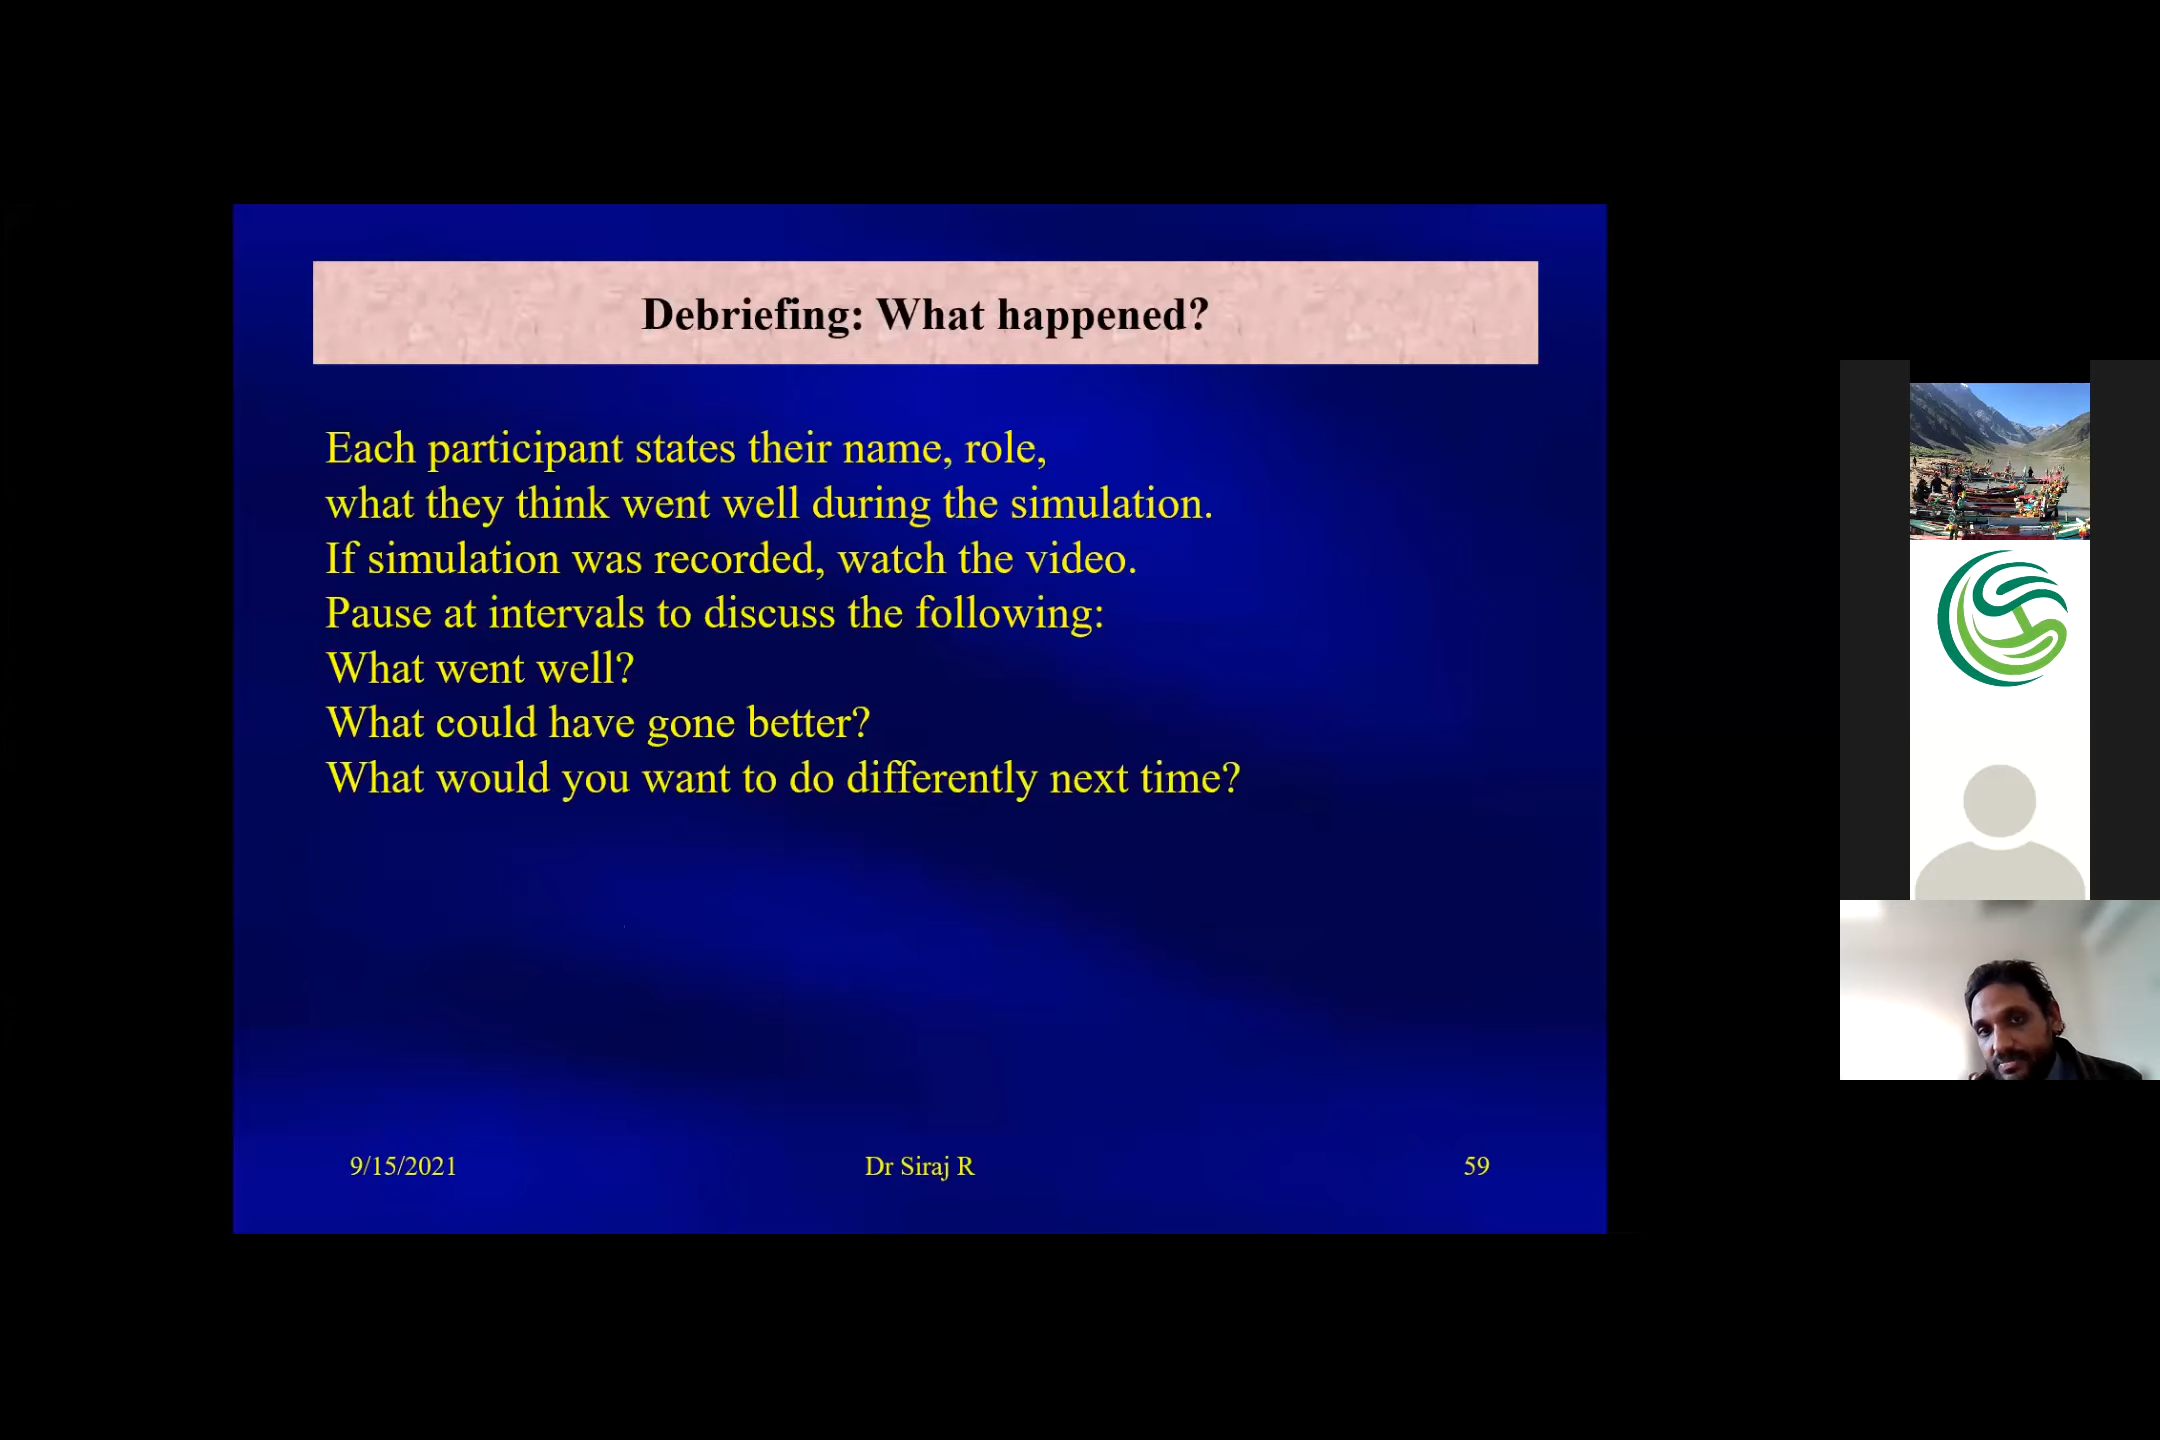 Debriefing: What happened?
Each participant states their name, role,
what they think went well during the simulation.
If simulation was recorded, watch the video.
Pause at intervals to discuss the following:
What went well?
What could have gone better?
What would you want to do differently next time?
9/15/2021
Dr Siraj R
59